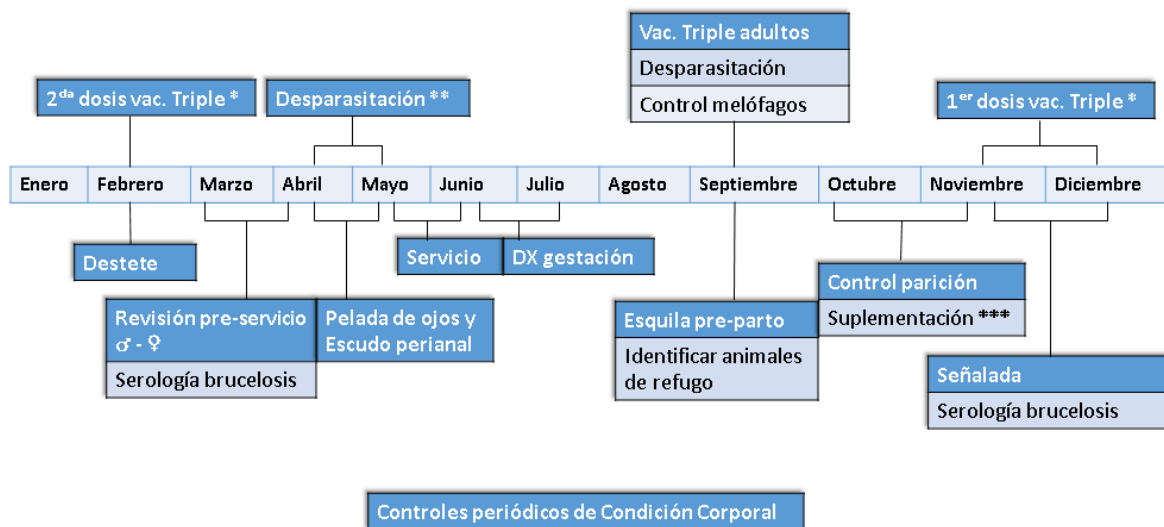 Vac. Triple adultos
Desparasitación
Control melófagos
2ᵈᵃ dosis vac. Triple *
Desparasitación **
1ᵉʳ dosis vac. Triple *
Enero Febrero Marzo Abril Mayo Junio Julio Agosto Septiembre Octubre Noviembre Diciembre
Destete
Servicio
DX gestación
Revisión pre-servicio
♂ - ♀
Serología brucelosis
Pelada de ojos y
Escudo perianal
Esquila pre-parto
Identificar animales
de refugo
Control parición
Suplementación ***
Señalada
Serología brucelosis
Controles periódicos de Condición Corporal